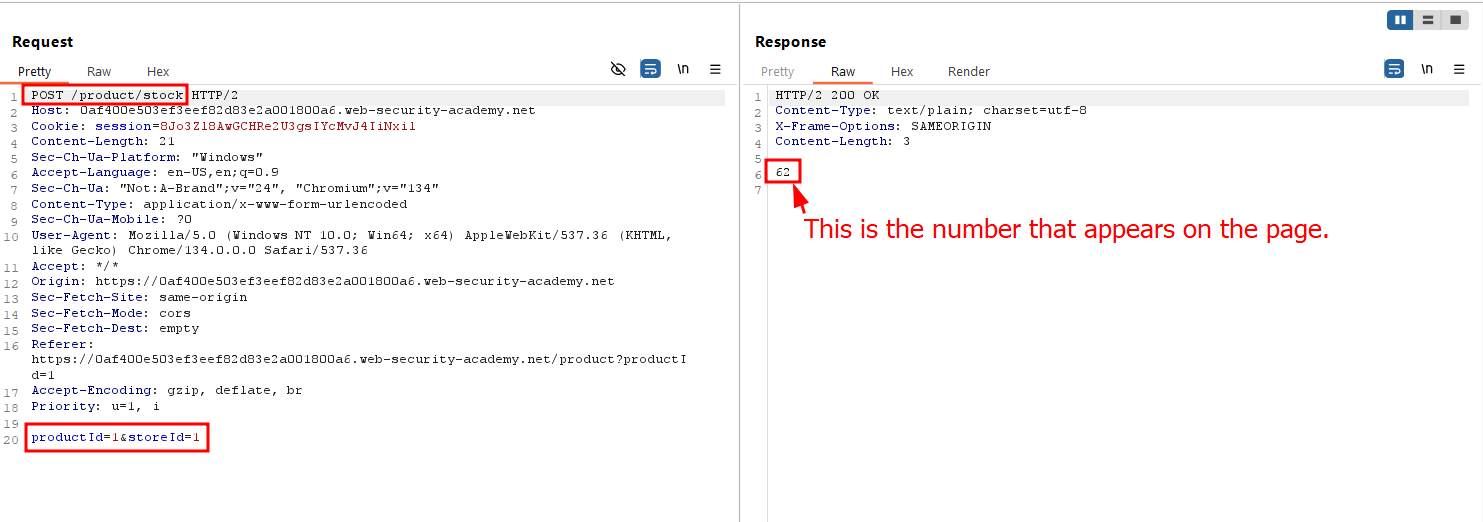 Request
Pretty Raw Hex \n
1 POST /product/stock HTTP/2
2 Host: 0af400e503ef3eef82d83e2a001800a6.web-security-academy.net
3 Cookie: session=8Jo3Zl8AwGCHRe2U3gsIYcMvJ4IiNxil
4 Content-Length: 21
5 Sec-Ch-Ua-Platform: "Windows"
6 Accept-Language: en-US,en;q=0.9
7 Sec-Ch-Ua: "Not:A-Brand";v="24", "Chromium";v="134"
8 Content-Type: application/x-www-form-urlencoded
9 Sec-Ch-Ua-Mobile: ?0
10 User-Agent: Mozilla/5.0 (Windows NT 10.0; Win64; x64) AppleWebKit/537.36 (KHTML,
like Gecko) Chrome/134.0.0.0 Safari/537.36
11 Accept: */*
12 Origin: https://0af400e503ef3eef82d83e2a001800a6.web-security-academy.net
13 Sec-Fetch-Site: same-origin
14 Sec-Fetch-Mode: cors
15 Sec-Fetch-Dest: empty
16 Referer:
https://0af400e503ef3eef82d83e2a001800a6.web-security-academy.net/product?productI
d=1
17 Accept-Encoding: gzip, deflate, br
18 Priority: u=1, i
19
20 productId=1&storeId=1
Response
Pretty Raw Hex Render \n
1 HTTP/2 200 OK
2 Content-Type: text/plain; charset=utf-8
3 X-Frame-Options: SAMEORIGIN
4 Content-Length: 3
5
6 62
7
This is the number that appears on the page.